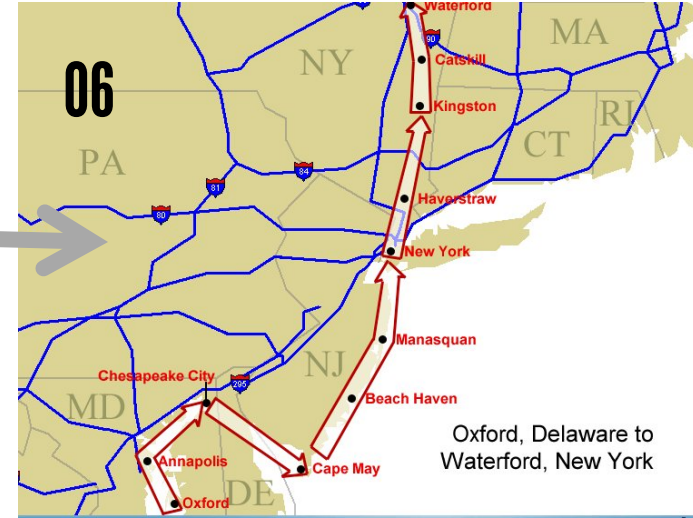 Waterford
90
MA
NY
Catskill
06
Kingston
RI
CT
PA
84
81
Haverstraw
80
New York
Manasquan
NJ
Chesapeake City
295
Beach Haven
MD
Oxford, Delaware to
Waterford, New York
Annapolis
Cape May
DE
Oxford